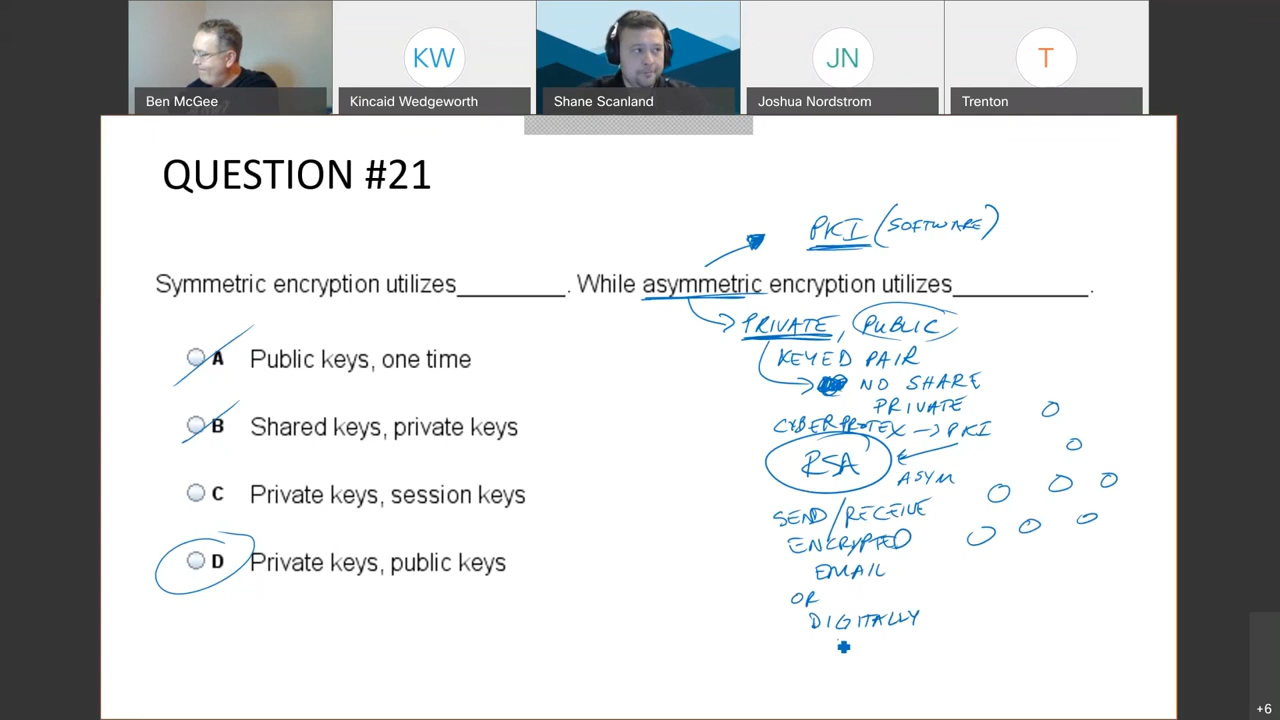 KW
JN
T
Ben McGee
Kincaid Wedgeworth
Shane Scanland
Joshua Nordstrom
Trenton
QUESTION #21
PKI (SOFTWARE)
Symmetric encryption utilizes_________. While asymmetric encryption utilizes____________.
PRIVATE, PUBLIC
KEYED PAIR
NO SHARE
PRIVATE
CYBERPROTEX → PKI
RSA
ASYM
SEND/RECEIVE
ENCRYPTED
EMAIL
OR
DIGITALLY
A Public keys, one time
B Shared keys, private keys
C Private keys, session keys
D Private keys, public keys
+6